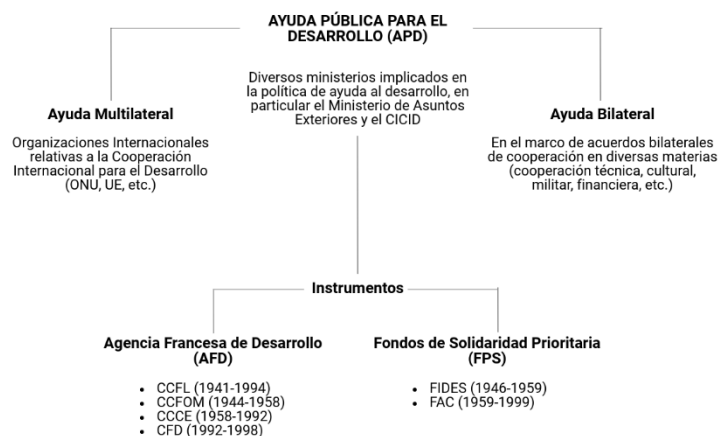 AYUDA PÚBLICA PARA EL
DESARROLLO (APD)
Diversos ministerios implicados en
la política de ayuda al desarrollo, en
particular el Ministerio de Asuntos
Exteriores y el CICID
Ayuda Multilateral
Organizaciones Internacionales
relativas a la Cooperación
Internacional para el Desarrollo
(ONU, UE, etc.)
Ayuda Bilateral
En el marco de acuerdos bilaterales
de cooperación en diversas materias
(cooperación técnica, cultural,
militar, financiera, etc.)
Instrumentos
Agencia Francesa de Desarrollo
(AFD)
• CCFL (1941-1994)
• CCFOM (1944-1958)
• CCCE (1958-1992)
• CFD (1992-1998)
Fondos de Solidaridad Prioritaria
(FPS)
• FIDES (1946-1959)
• FAC (1959-1999)